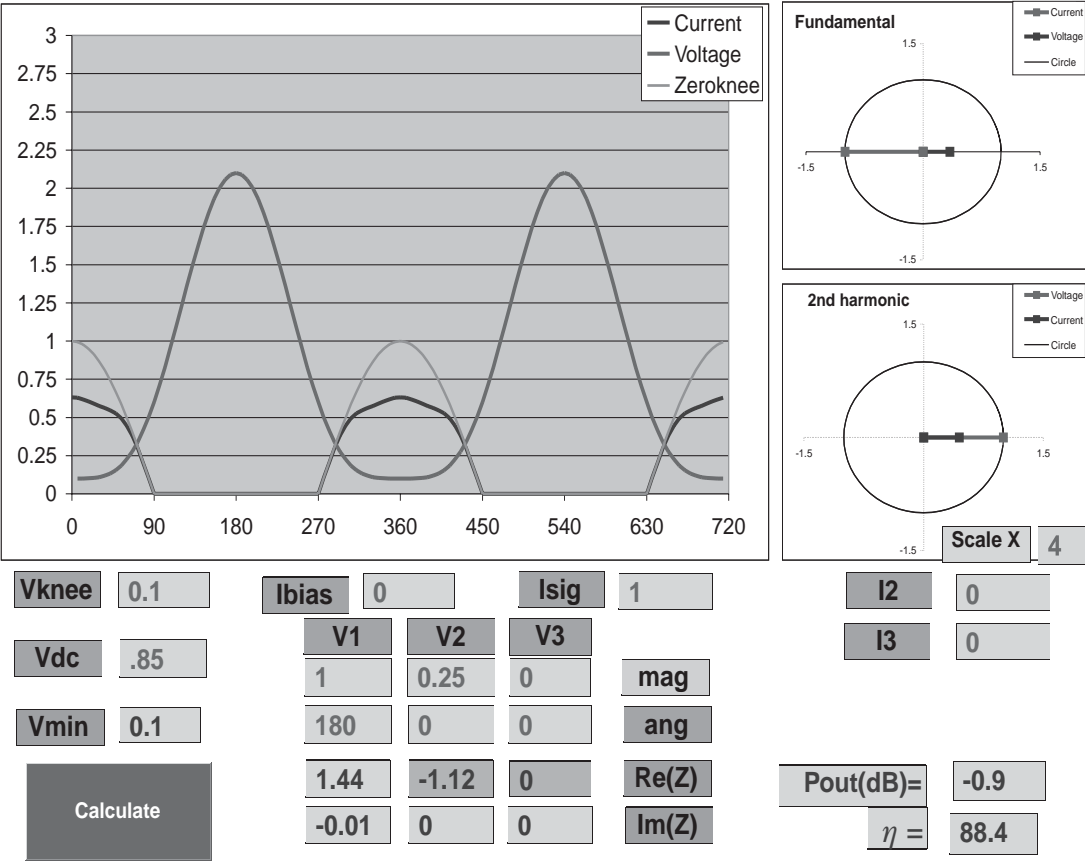 Current
Voltage
Zeroknee
3
2.75
2.5
2.25
2
1.75
1.5
1.25
1
0.75
0.5
0.25
0
0 90 180 270 360 450 540 630 720
Fundamental
Current
Voltage
Circle
1.5
-1.5 1.5
-1.5
2nd harmonic
Voltage
Current
Circle
1.5
-1.5 1.5
-1.5
Scale X 4
Vknee 0.1 Ibias 0 Isig 1 I2 0
V1 V2 V3 I3 0
Vdc .85
1 0.25 0 mag
Vmin 0.1 180 0 0 ang
1.44 -1.12 0 Re(Z) Pout(dB)= -0.9
Calculate
-0.01 0 0 Im(Z) η = 88.4